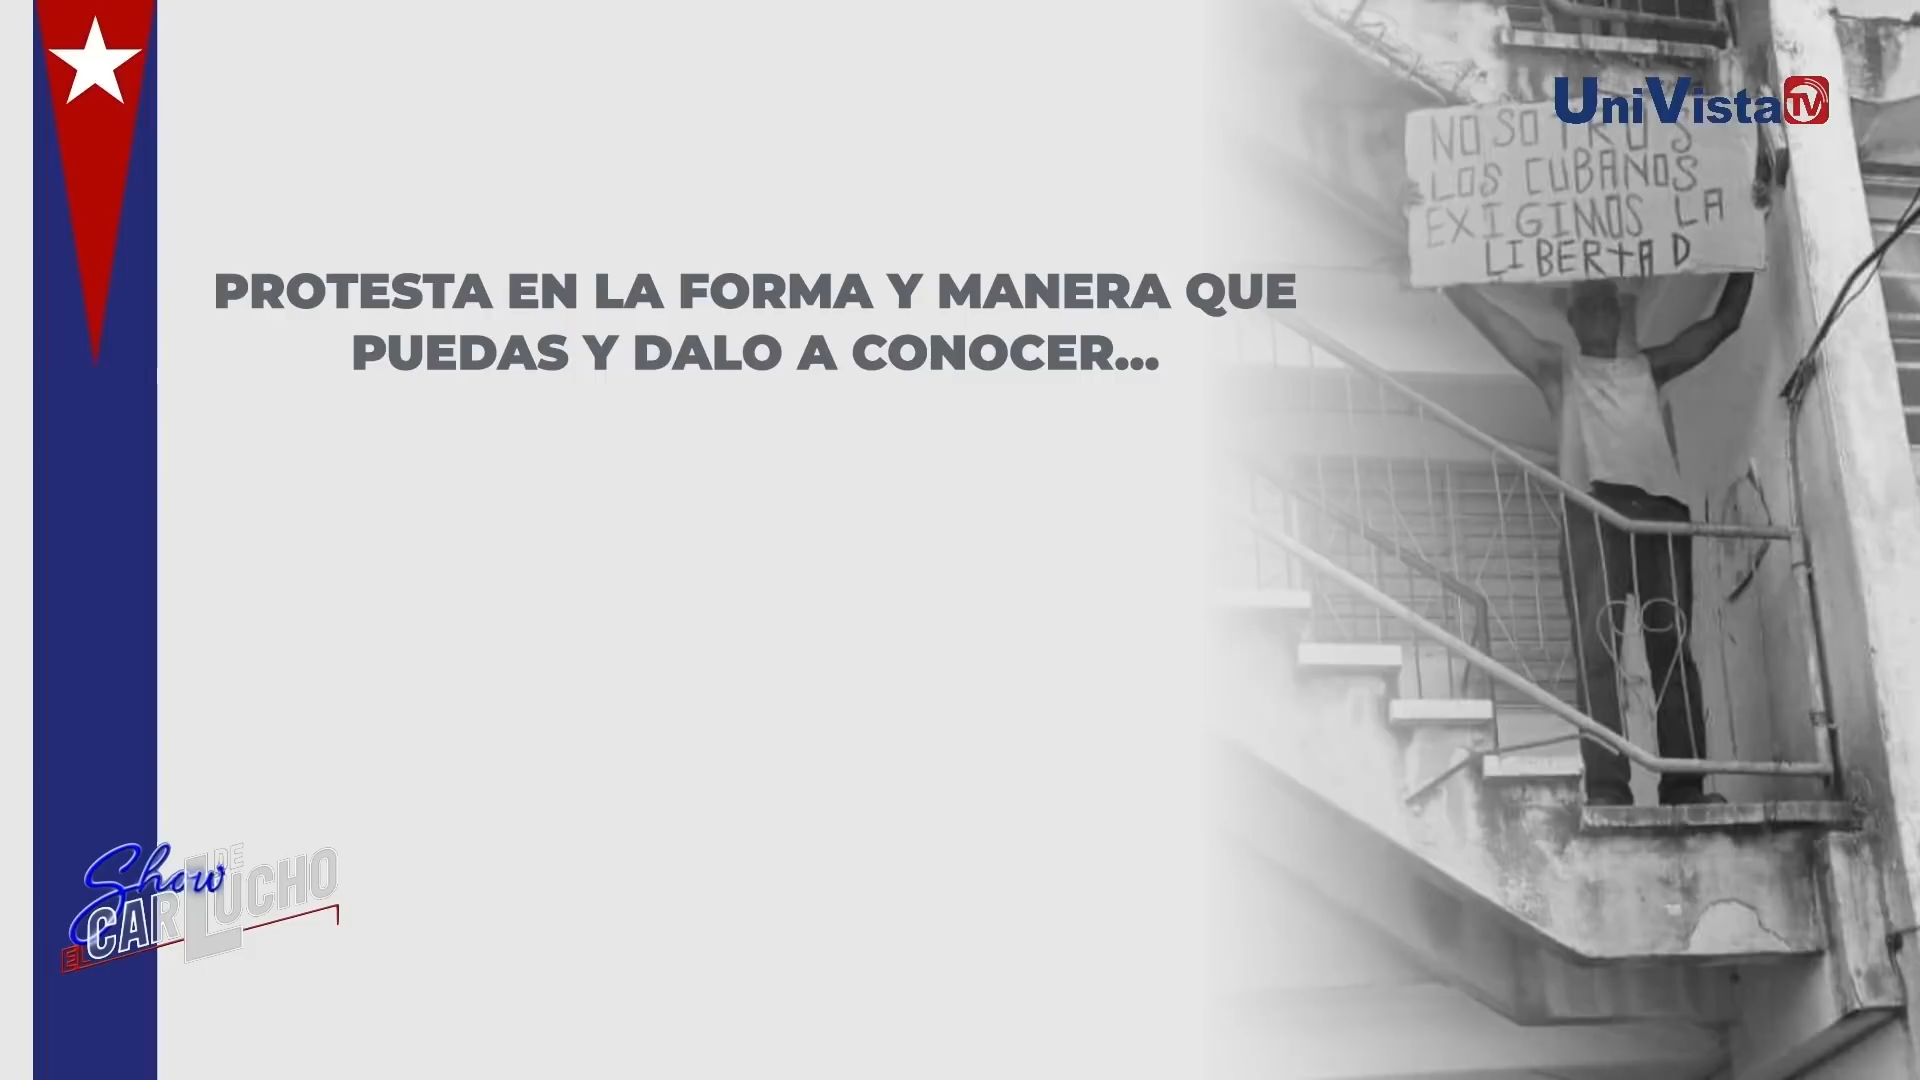 UniVista TV
NOSOTROS
LOS CUBANOS
EXIGIMOS LA
LIBERTAD
PROTESTA EN LA FORMA Y MANERA QUE
PUEDAS Y DALO A CONOCER...
Show DE
EL CARLUCHO